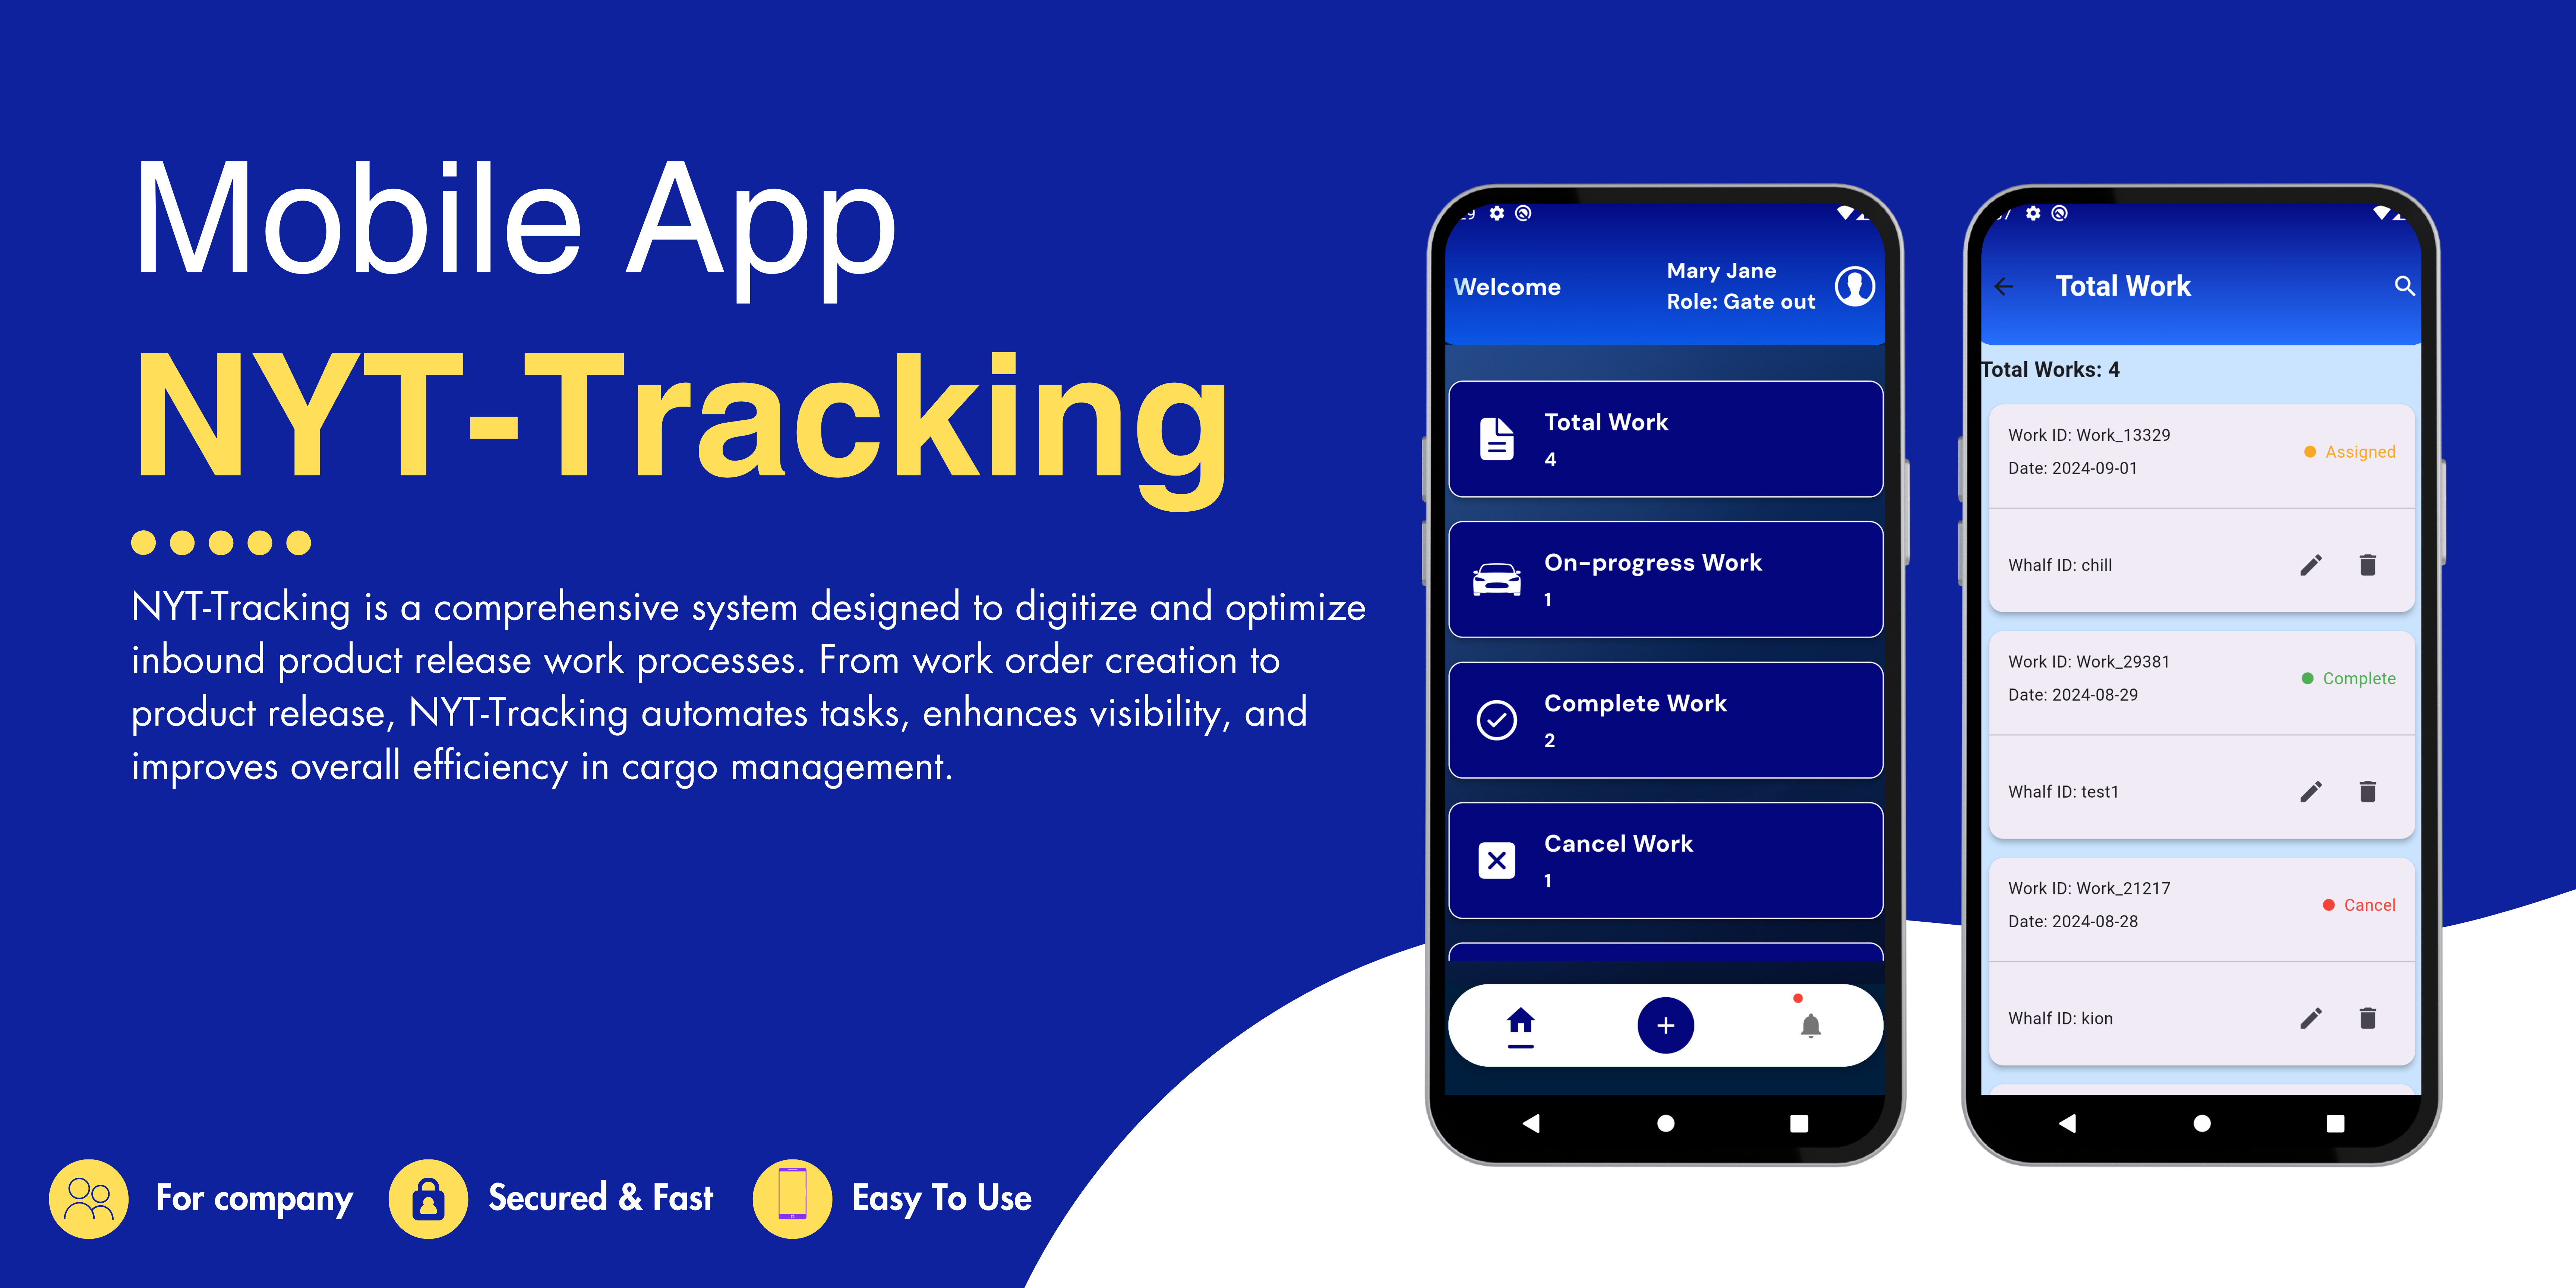 Mobile App
NYT-Tracking
NYT-Tracking is a comprehensive system designed to digitize and optimize
inbound product release work processes. From work order creation to
product release, NYT-Tracking automates tasks, enhances visibility, and
improves overall efficiency in cargo management.
For company
Secured & Fast
Easy To Use
Welcome
Mary Jane
Role: Gate out
Total Work
4
On-progress Work
1
Complete Work
2
Cancel Work
1
Total Work
Total Works: 4
Work ID: Work_13329
Date: 2024-09-01
Assigned
Whalf ID: chill
Work ID: Work_29381
Date: 2024-08-29
Complete
Whalf ID: test1
Work ID: Work_21217
Date: 2024-08-28
Cancel
Whalf ID: kion